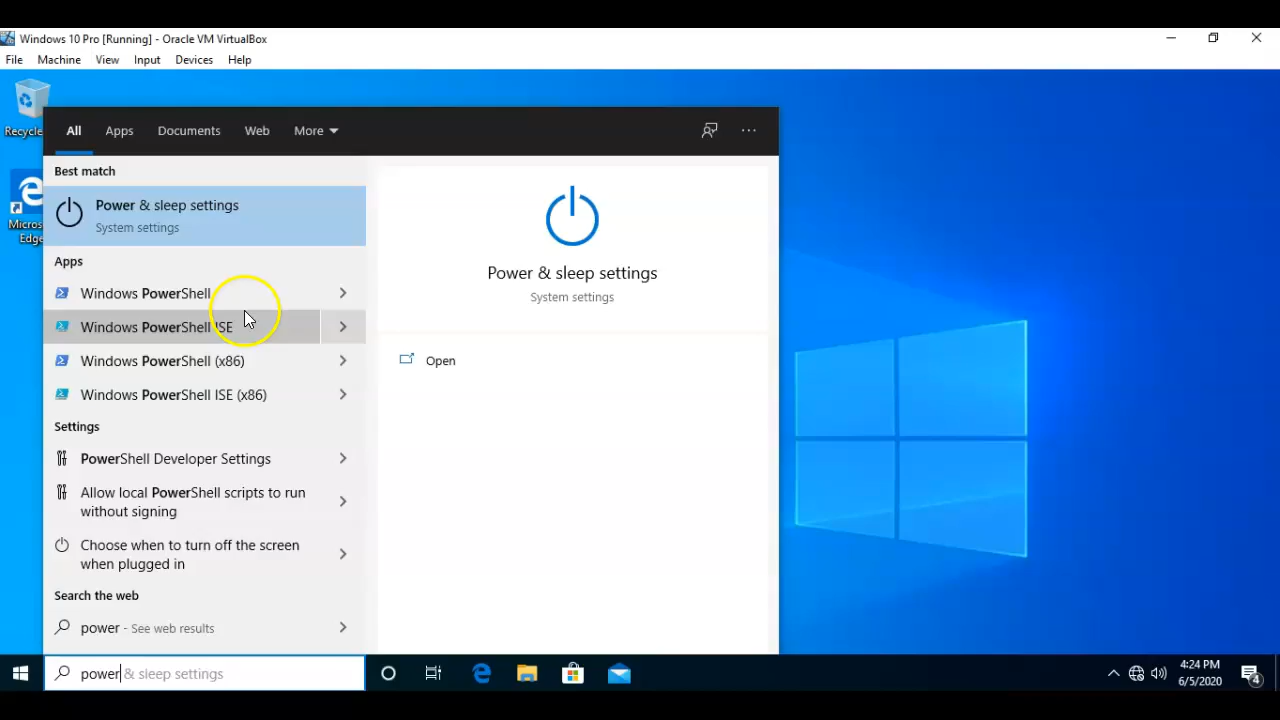 Windows 10 Pro [Running] - Oracle VM VirtualBox
File Machine View Input Devices Help
Recycle
Micros
Edge
All Apps Documents Web More
Best match
Power & sleep settings
System settings
Apps
Windows PowerShell
Windows PowerShell ISE
Windows PowerShell (x86)
Windows PowerShell ISE (x86)
Settings
PowerShell Developer Settings
Allow local PowerShell scripts to run
without signing
Choose when to turn off the screen
when plugged in
Search the web
power - See web results
Power & sleep settings
System settings
Open
power & sleep settings
4:24 PM
6/5/2020
4